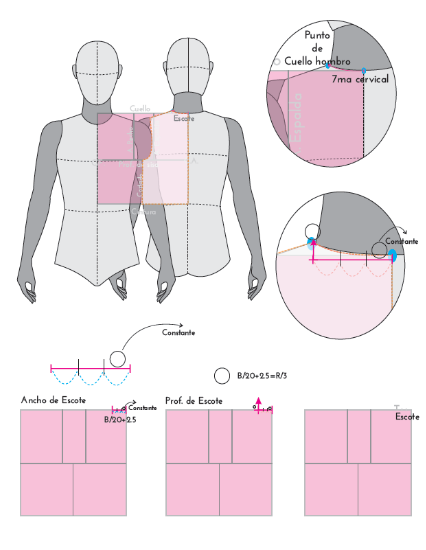 Punto
de
Cuello hombro
7ma cervical
Espalda
Cuello
Escote
Constante
Constante
B/20+2.5=R/3
Ancho de Escote
Constante
B/20+2.5
Prof. de Escote
Escote